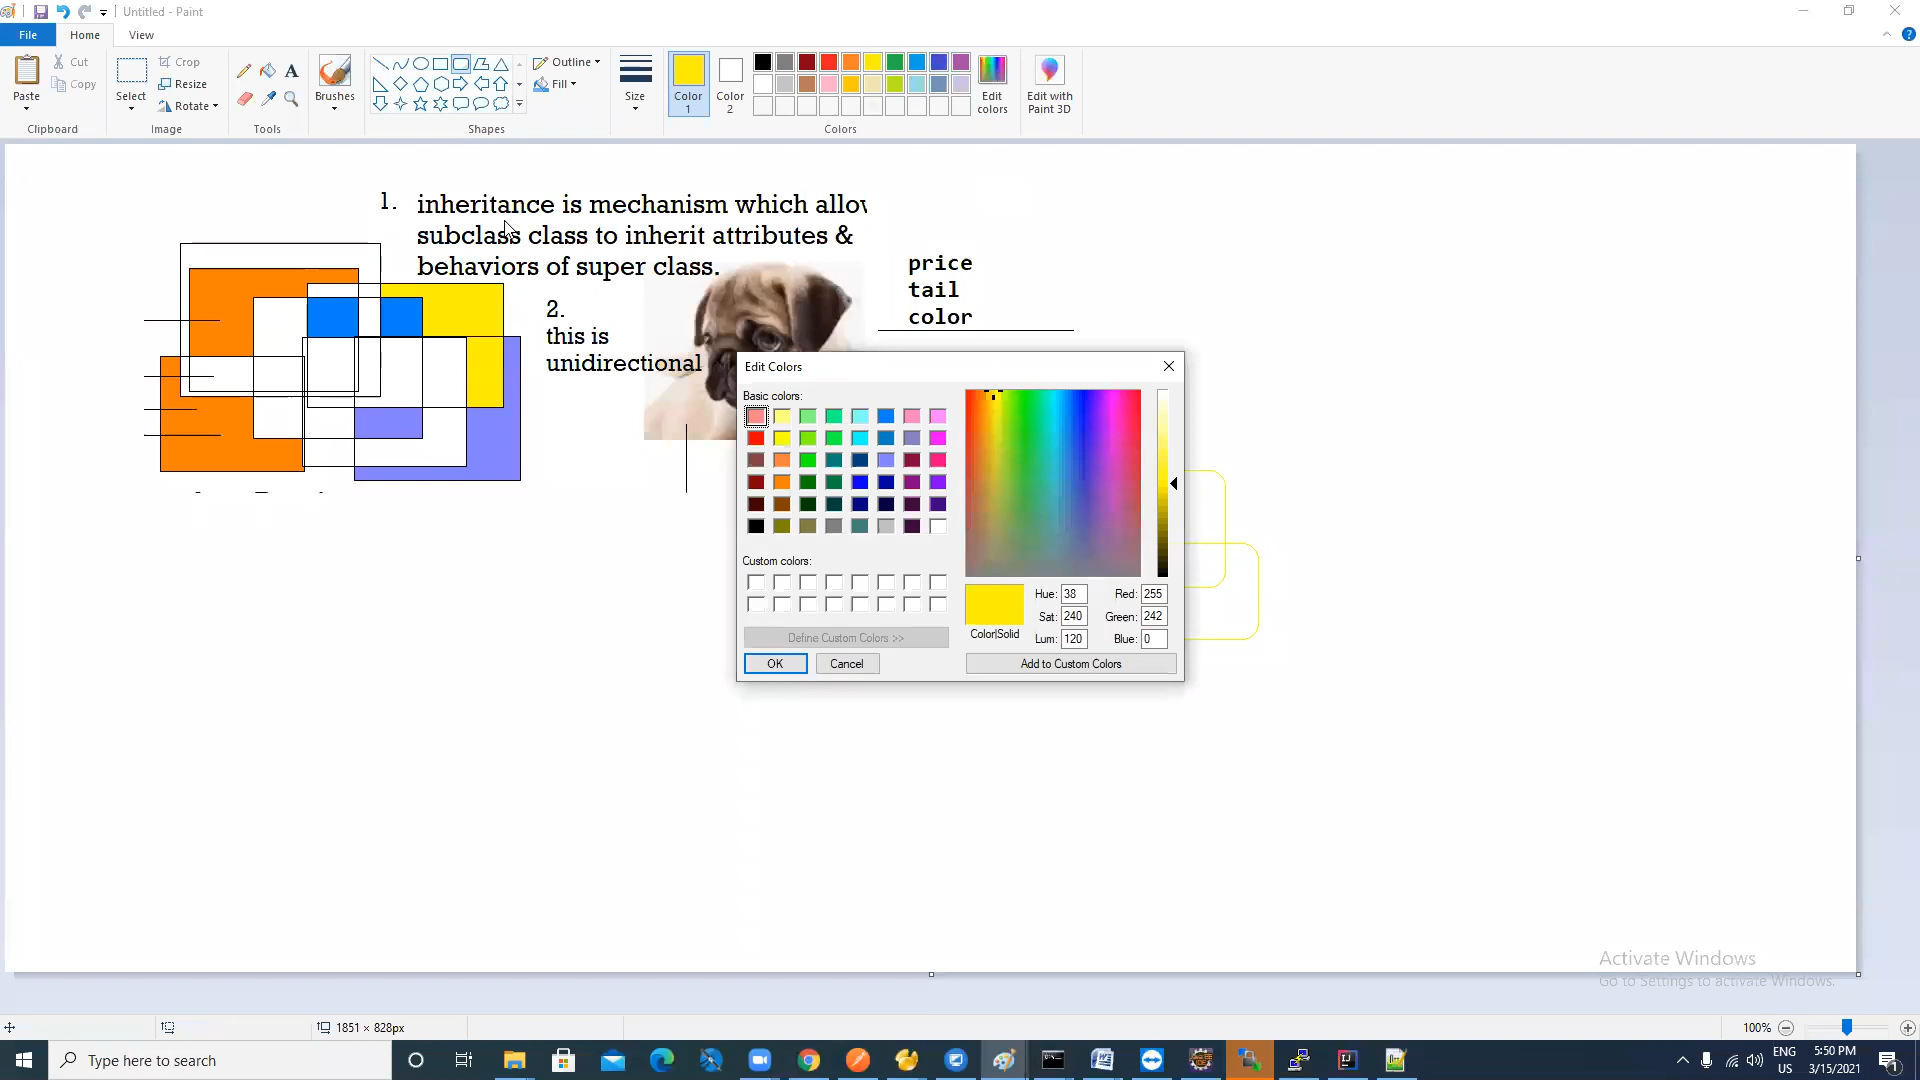 Untitled - Paint
File
Home
View
Paste
Cut
Copy
Clipboard
Select
Crop
Resize
Rotate
Image
A
Tools
Brushes
Shapes
Outline
Fill
Size
Color 1
Color 2
Edit colors
Edit with Paint 3D
Colors
1.
inheritance is mechanism which
subclass class to inherit attributes &
behaviors of super class.
2.
this is
unidirectional
price
tail
color
Edit Colors
Basic colors:
Custom colors:
Define Custom Colors >>
OK
Cancel
Color|Solid
Hue: 38
Sat: 240
Lum: 120
Red: 255
Green: 242
Blue: 0
Add to Custom Colors
Activate Windows
Go to Settings to activate Windows.
1851 × 828px
100%
Type here to search
ENG
US
5:50 PM
3/15/2021
1